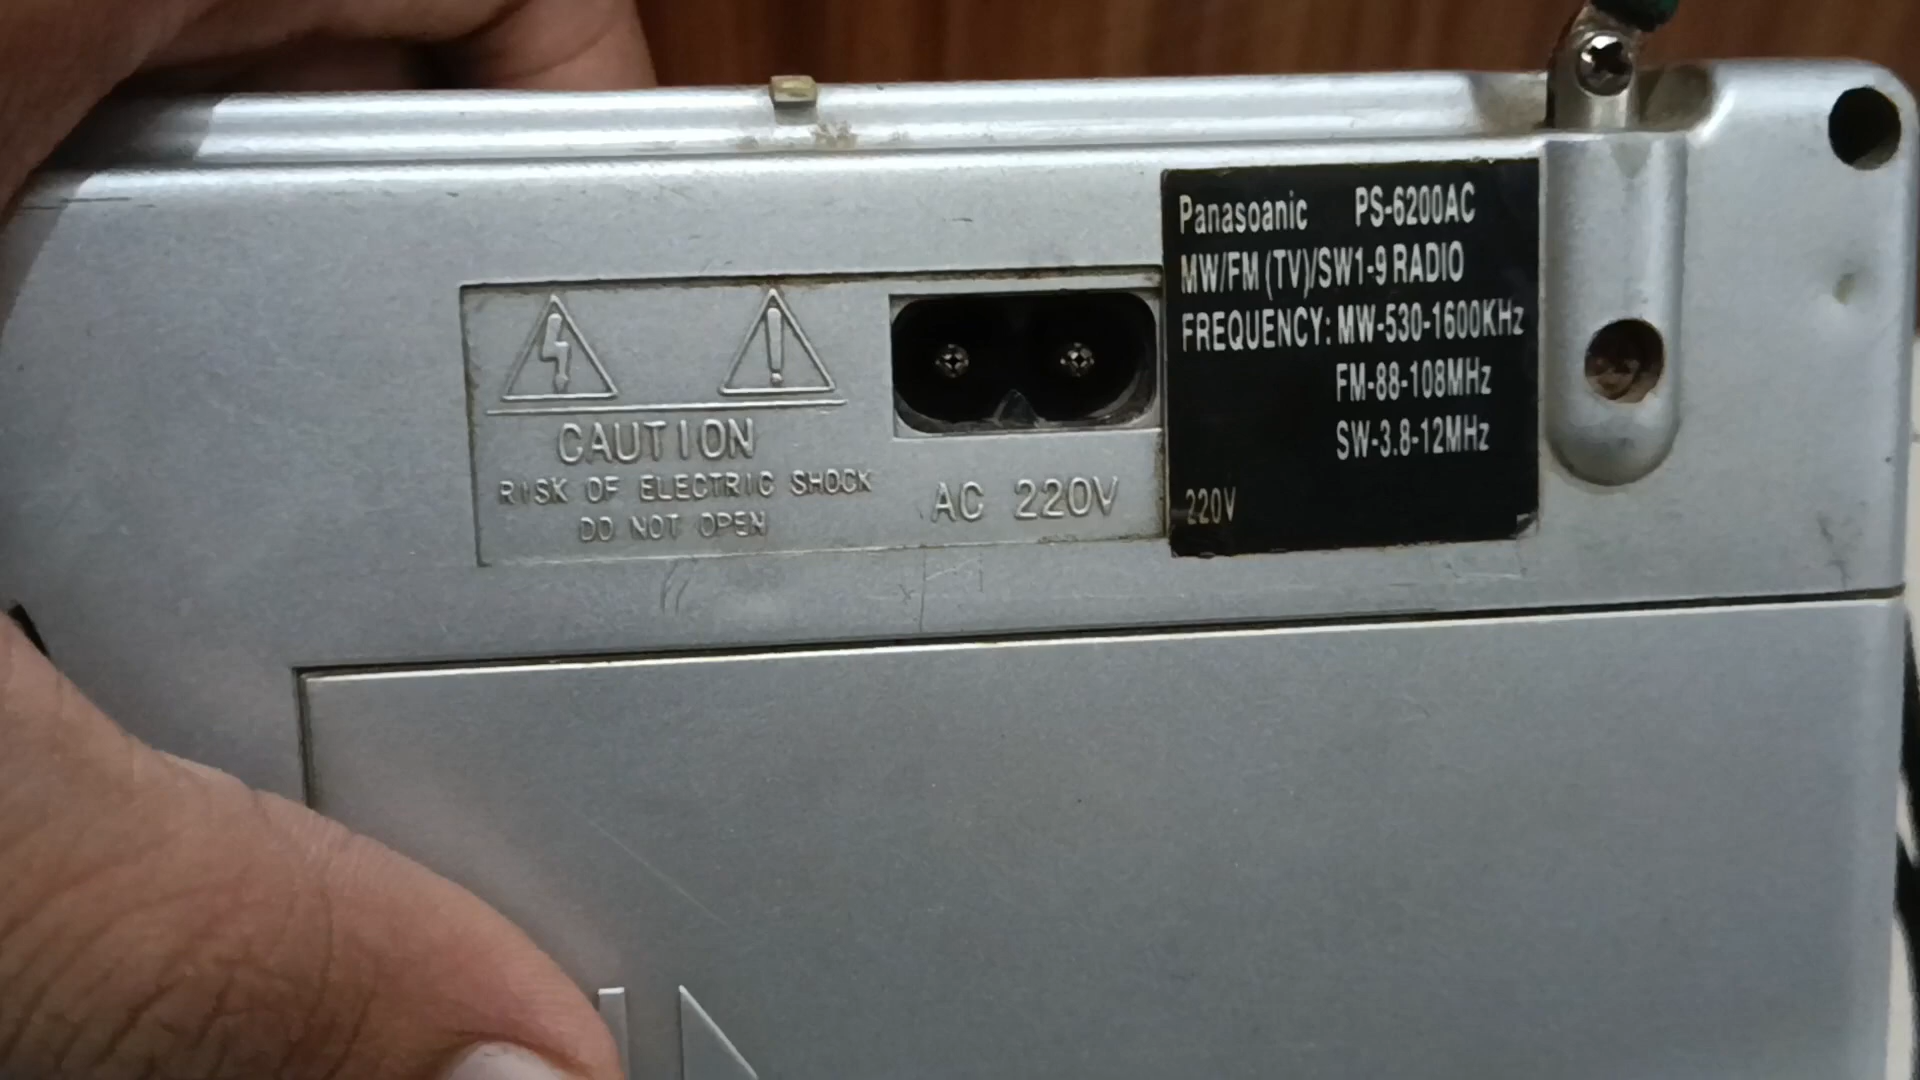 CAUTION
RISK OF ELECTRIC SHOCK
DO NOT OPEN
AC 220V
Panasoanic PS-6200AC
MW/FM (TV)/SW1-9 RADIO
FREQUENCY: MW-530-1600KHz
FM-88-108MHz
SW-3.8-12MHz
220V